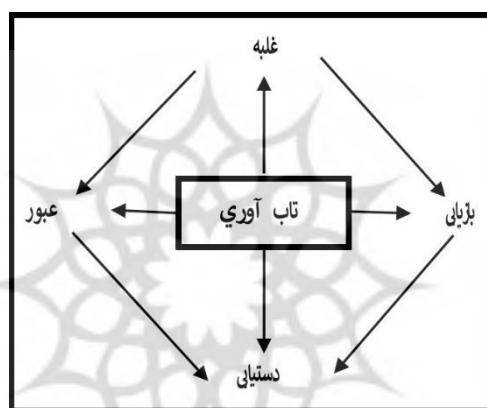 غلبه
بازیابی
تاب آوري
عبور
دستیابی